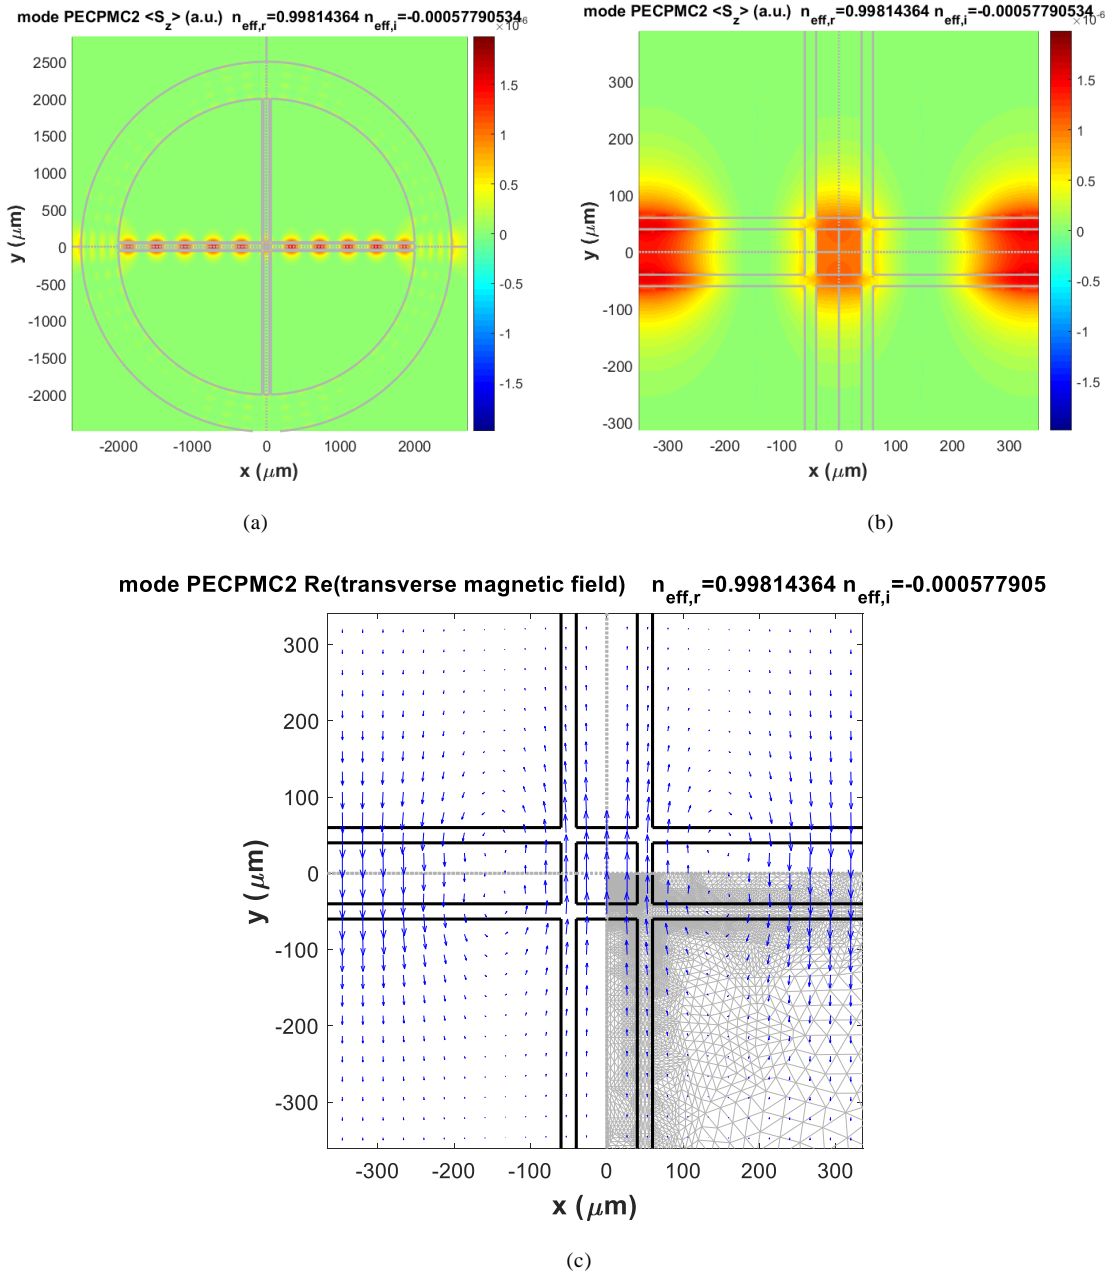 mode PECPMC2 <S_z> (a.u.) n_eff,r=0.99814364 n_eff,i=-0.00057790534
×10^-6
2500
2000
1500
1000
500
0
-500
-1000
-1500
-2000
y (μm)
-2000 -1000 0 1000 2000
x (μm)
1.5
1
0.5
0
-0.5
-1
-1.5
(a)
mode PECPMC2 <S_z> (a.u.) n_eff,r=0.99814364 n_eff,i=-0.00057790534
×10^-6
300
200
100
0
-100
-200
-300
y (μm)
-300 -200 -100 0 100 200 300
x (μm)
1.5
1
0.5
0
-0.5
-1
-1.5
(b)
mode PECPMC2 Re(transverse magnetic field) n_eff,r=0.99814364 n_eff,i=-0.000577905
300
200
100
0
-100
-200
-300
y (μm)
-300 -200 -100 0 100 200 300
x (μm)
(c)